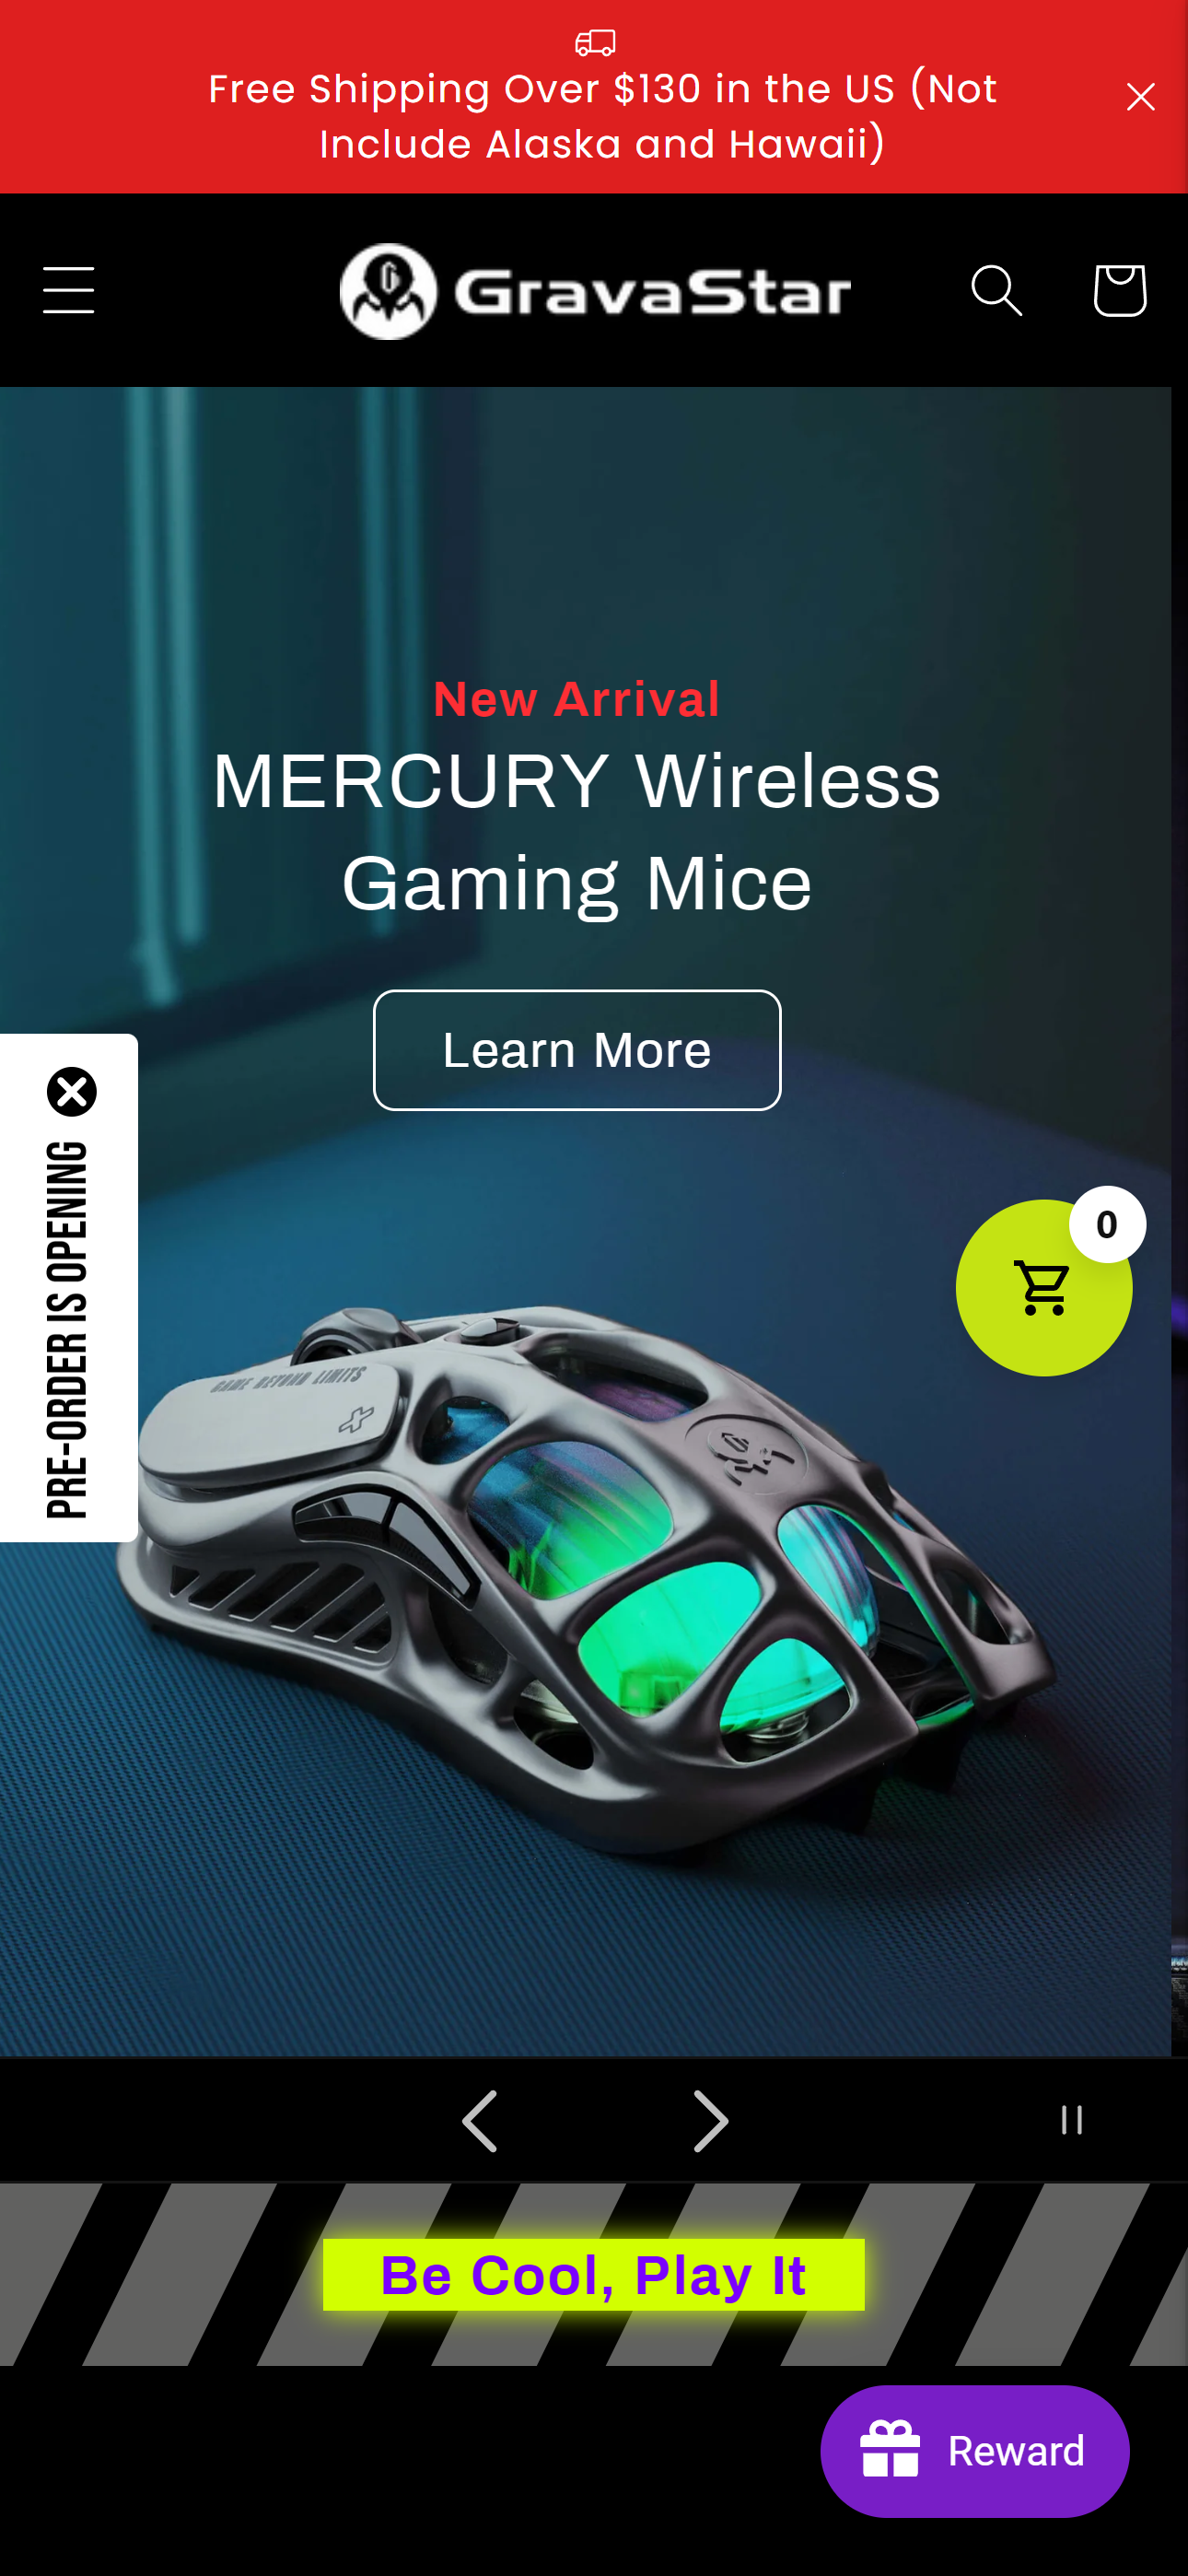 Free Shipping Over $130 in the US (Not
Include Alaska and Hawaii)
GravaStar
New Arrival
MERCURY Wireless
Gaming Mice
Learn More
PRE-ORDER IS OPENING
0
GAME BEYOND LIMITS
Be Cool, Play It
Reward